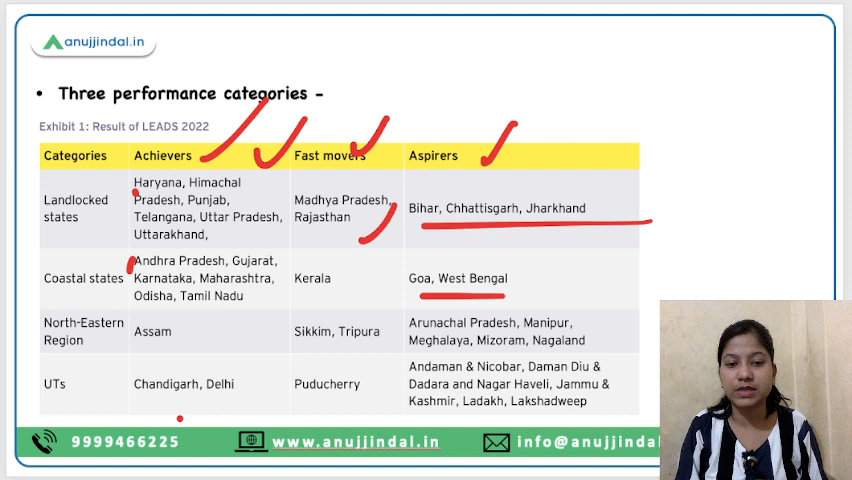 anujjindal.in
• Three performance categories -
Exhibit 1: Result of LEADS 2022
Categories Achievers Fast movers Aspirers
Landlocked states
Haryana, Himachal
Pradesh, Punjab,
Telangana, Uttar Pradesh,
Uttarakhand,
Madhya Pradesh,
Rajasthan
Bihar, Chhattisgarh, Jharkhand
Coastal states
Andhra Pradesh, Gujarat,
Karnataka, Maharashtra,
Odisha, Tamil Nadu
Kerala
Goa, West Bengal
North-Eastern
Region
Assam
Sikkim, Tripura
Arunachal Pradesh, Manipur,
Meghalaya, Mizoram, Nagaland
UTs
Chandigarh, Delhi
Puducherry
Andaman & Nicobar, Daman Diu &
Dadara and Nagar Haveli, Jammu &
Kashmir, Ladakh, Lakshadweep
9999466225 www.anujjindal.in info@anujjindal